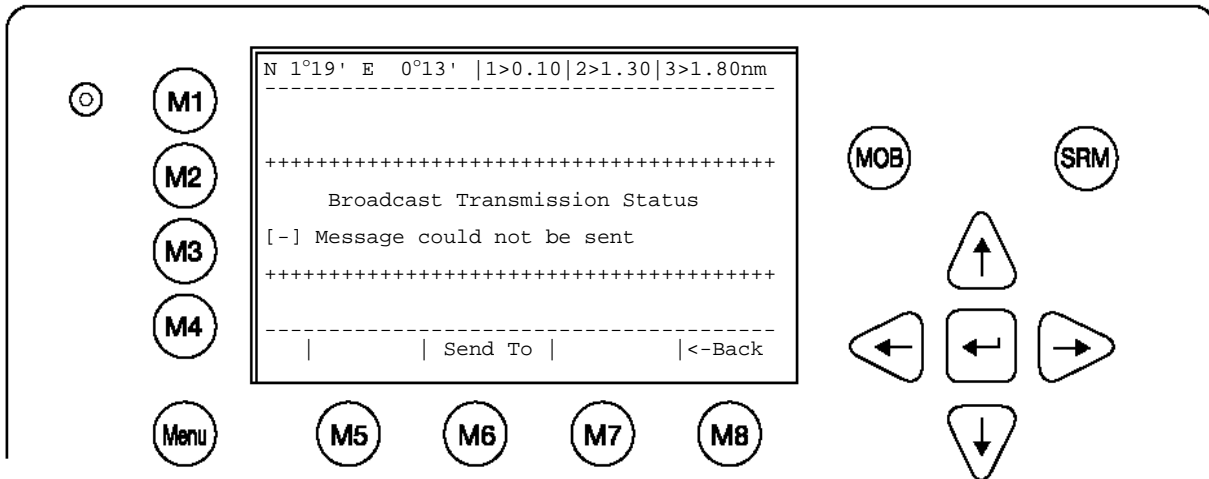 N 1°19' E 0°13' |1>0.10|2>1.30|3>1.80nm
-----------------------------------------
+++++++++++++++++++++++++++++++++++++++++
Broadcast Transmission Status
[-] Message could not be sent
+++++++++++++++++++++++++++++++++++++++++
-----------------------------------------
| | Send To | |<-Back
M1
M2
M3
M4
Menu
M5
M6
M7
M8
MOB
SRM